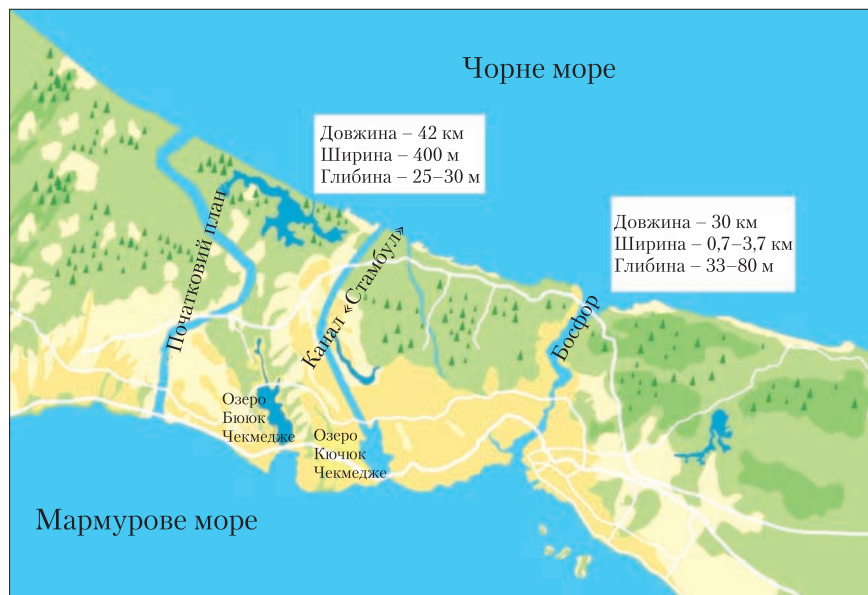 Чорне море
Довжина – 42 км
Ширина – 400 м
Глибина – 25–30 м
Довжина – 30 км
Ширина – 0,7–3,7 км
Глибина – 33–80 м
Початковий план
Канал «Стамбул»
Босфор
Озеро
Бююк
Чекмедже
Озеро
Кючюк
Чекмедже
Мармурове море